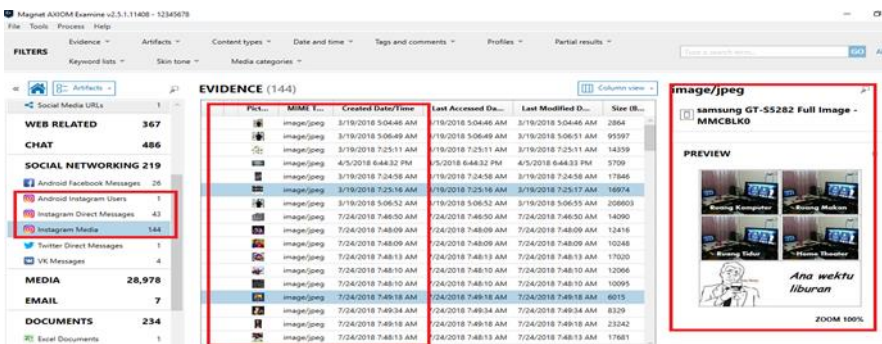 Magnet AXIOM Examine v2.5.1.11408 - 12345678
File Tools Process Help
FILTERS
Evidence Artifacts Content types Date and time Tags and comments Profiles Partial results
Keyword lists Skin tone Media categories
Type a search term...
GO
Artifacts
EVIDENCE (144)
Column view
Social Media URLs 1
WEB RELATED 367
CHAT 486
SOCIAL NETWORKING 219
Android Facebook Messages 26
Android Instagram Users 1
Instagram Direct Messages 43
Instagram Media 144
Twitter Direct Messages 1
VK Messages 4
MEDIA 28,978
EMAIL 7
DOCUMENTS 234
Excel Documents 1
Pict... MIME T... Created Date/Time Last Accessed Da... Last Modified D... Size (B...
image/jpeg 3/19/2018 5:04:46 AM 3/19/2018 5:04:46 AM 3/19/2018 5:04:46 AM 2864
image/jpeg 3/19/2018 5:06:49 AM 3/19/2018 5:06:49 AM 3/19/2018 5:06:51 AM 95597
image/jpeg 3/19/2018 7:25:11 AM 3/19/2018 7:25:11 AM 3/19/2018 7:25:11 AM 14359
image/jpeg 4/5/2018 6:44:32 PM 4/5/2018 6:44:32 PM 4/5/2018 6:44:33 PM 5709
image/jpeg 3/19/2018 7:24:58 AM 3/19/2018 7:24:58 AM 3/19/2018 7:24:58 AM 17846
image/jpeg 3/19/2018 7:25:16 AM 3/19/2018 7:25:16 AM 3/19/2018 7:25:17 AM 16974
image/jpeg 3/19/2018 5:06:52 AM 3/19/2018 5:06:52 AM 3/19/2018 5:06:55 AM 208603
image/jpeg 7/24/2018 7:46:50 AM 7/24/2018 7:46:50 AM 7/24/2018 7:46:50 AM 14090
image/jpeg 7/24/2018 7:48:09 AM 7/24/2018 7:48:09 AM 7/24/2018 7:48:09 AM 12416
image/jpeg 7/24/2018 7:48:09 AM 7/24/2018 7:48:09 AM 7/24/2018 7:48:09 AM 10248
image/jpeg 7/24/2018 7:48:13 AM 7/24/2018 7:48:13 AM 7/24/2018 7:48:13 AM 17020
image/jpeg 7/24/2018 7:48:10 AM 7/24/2018 7:48:10 AM 7/24/2018 7:48:10 AM 12066
image/jpeg 7/24/2018 7:48:10 AM 7/24/2018 7:48:10 AM 7/24/2018 7:48:10 AM 10095
image/jpeg 7/24/2018 7:49:18 AM 7/24/2018 7:49:18 AM 7/24/2018 7:49:18 AM 6015
image/jpeg 7/24/2018 7:49:34 AM 7/24/2018 7:49:34 AM 7/24/2018 7:49:34 AM 8329
image/jpeg 7/24/2018 7:49:18 AM 7/24/2018 7:49:18 AM 7/24/2018 7:49:18 AM 23242
image/jpeg 7/24/2018 7:48:13 AM 7/24/2018 7:48:13 AM 7/24/2018 7:48:13 AM 17681
image/jpeg
samsung GT-S5282 Full Image -
MMCBLK0
PREVIEW
Ruang Komputer Ruang Makan
Ruang Tidur Home Theater
Ana wektu
liburan
ZOOM 100%